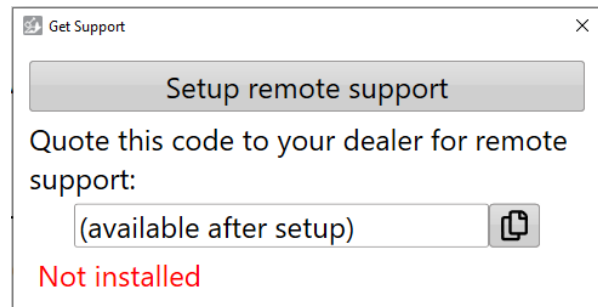 Get Support
Setup remote support
Quote this code to your dealer for remote
support:
(available after setup)
Not installed